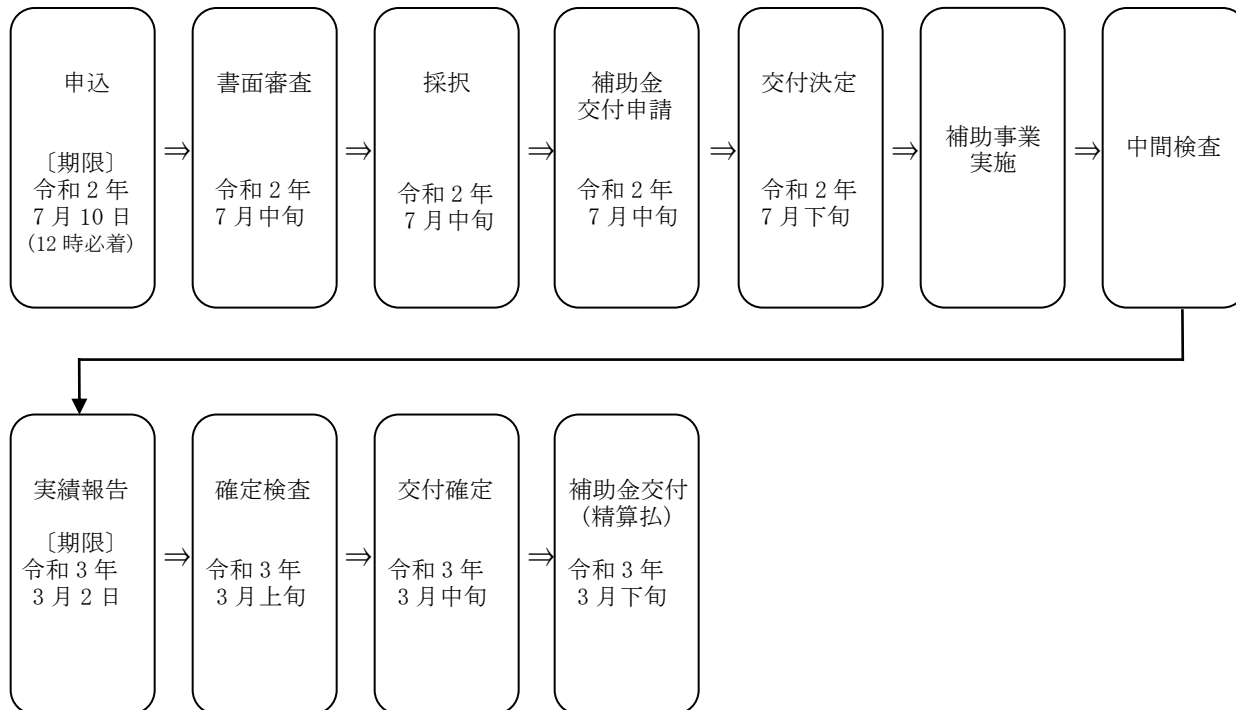 申込
〔期限〕
令和２年
７月 10 日
(12 時必着)
⇒
書面審査
令和２年
７月中旬
⇒
採択
令和２年
７月中旬
⇒
補助金
交付申請
令和２年
７月中旬
⇒
交付決定
令和２年
７月下旬
⇒
補助事業
実施
⇒
中間検査
実績報告
〔期限〕
令和３年
３月２日
⇒
確定検査
令和３年
３月上旬
⇒
交付確定
令和３年
３月中旬
⇒
補助金交付
（精算払）
令和３年
３月下旬